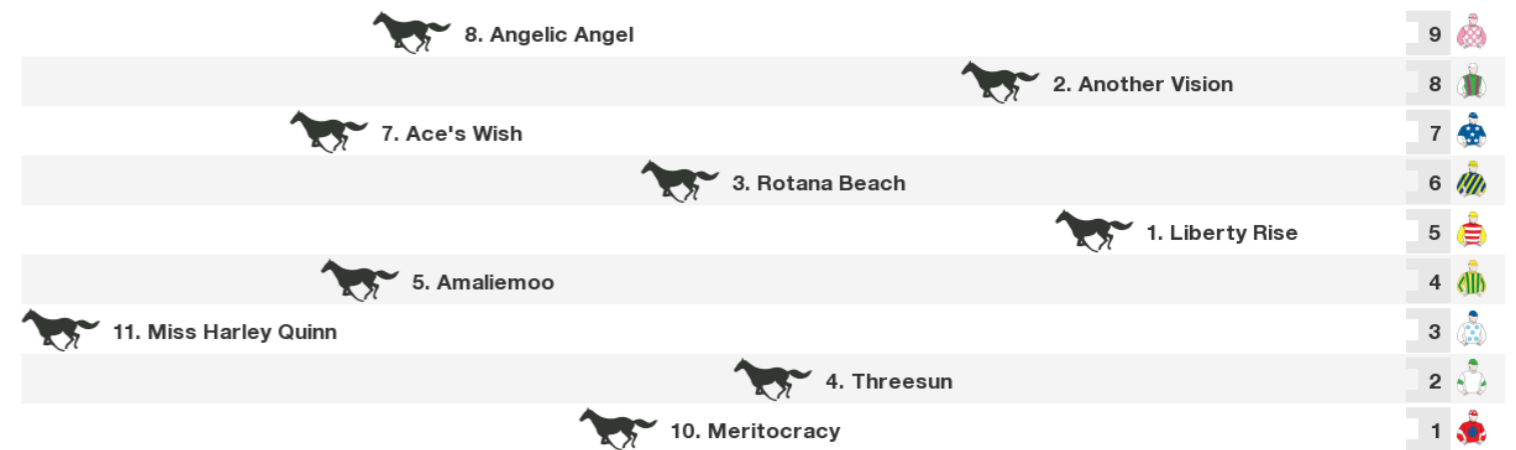 8. Angelic Angel 9
2. Another Vision 8
7. Ace's Wish 7
3. Rotana Beach 6
1. Liberty Rise 5
5. Amaliemoo 4
11. Miss Harley Quinn 3
4. Threesun 2
10. Meritocracy 1